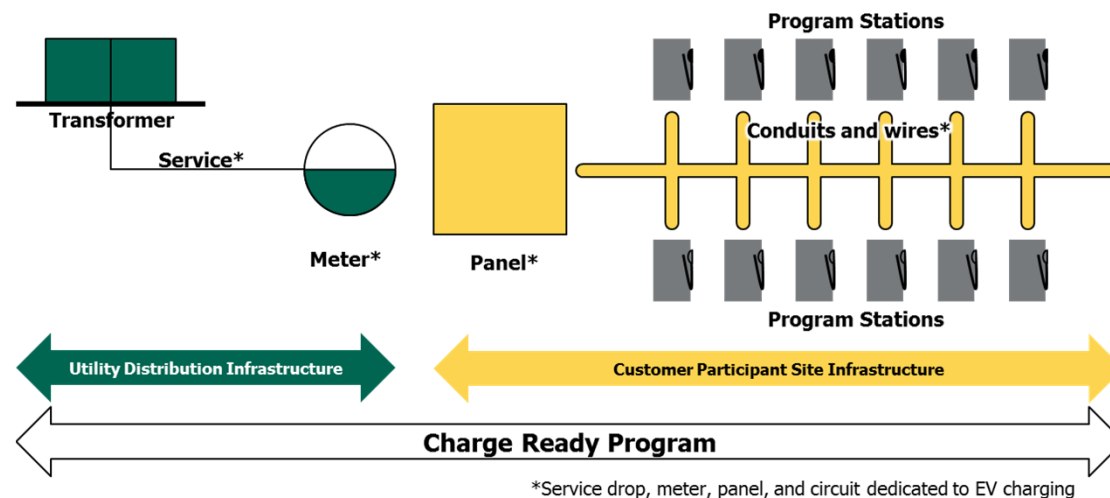 Program Stations
Transformer
Conduits and wires*
Service*
Meter*
Panel*
Program Stations
Utility Distribution Infrastructure
Customer Participant Site Infrastructure
Charge Ready Program
*Service drop, meter, panel, and circuit dedicated to EV charging